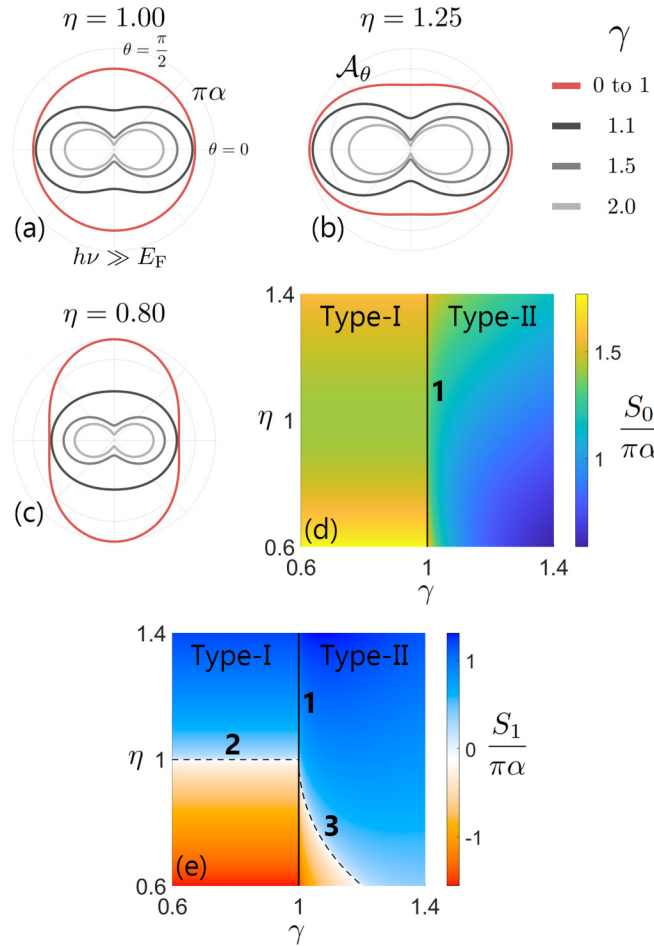 η = 1.00
θ = π/2
πα
θ = 0
(a)
hν ≫ E_F
η = 1.25
𝒜_θ
(b)
γ
0 to 1
1.1
1.5
2.0
η = 0.80
(c)
1.4
Type-I
Type-II
1
η
1
(d)
0.6
0.6
1
1.4
γ
1.5
1
S_0
πα
1.4
Type-I
Type-II
1
2
η
1
3
(e)
0.6
0.6
1
1.4
γ
1
0
-1
S_1
πα